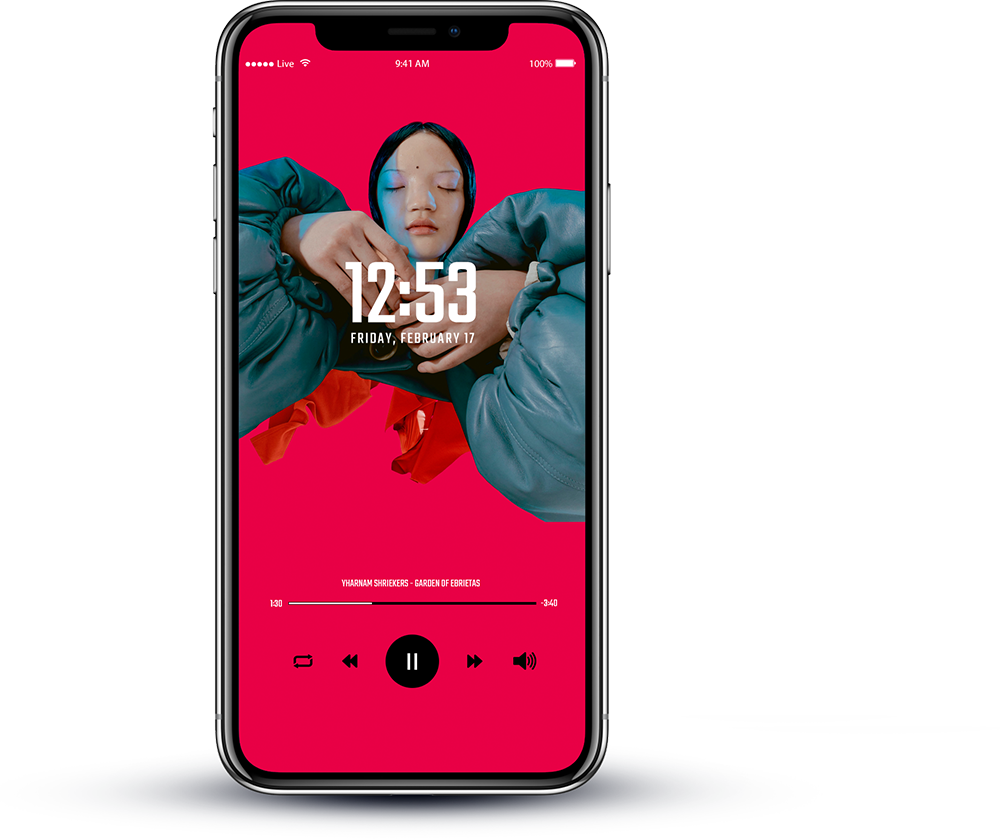 Live 9:41 AM 100%
12:53
FRIDAY, FEBRUARY 17
YHARNAM SHRIEKERS - GARDEN OF EBRIETAS
1:30 -3:40